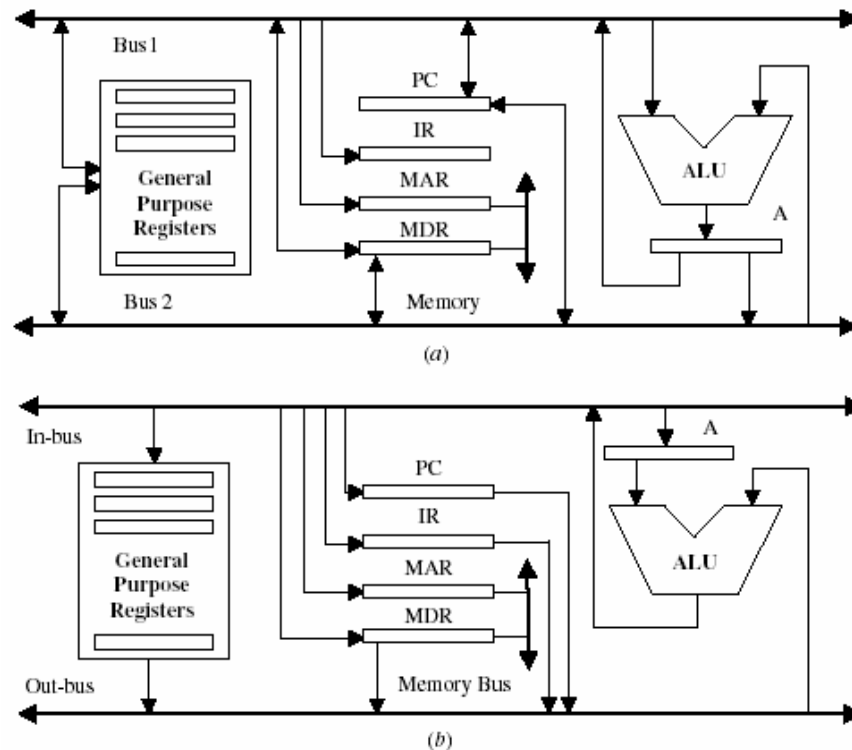 Bus 1
PC
IR
MAR
MDR
General
Purpose
Registers
ALU
A
Bus 2
Memory
(a)
In-bus
A
PC
IR
MAR
MDR
General
Purpose
Registers
ALU
Out-bus
Memory Bus
(b)